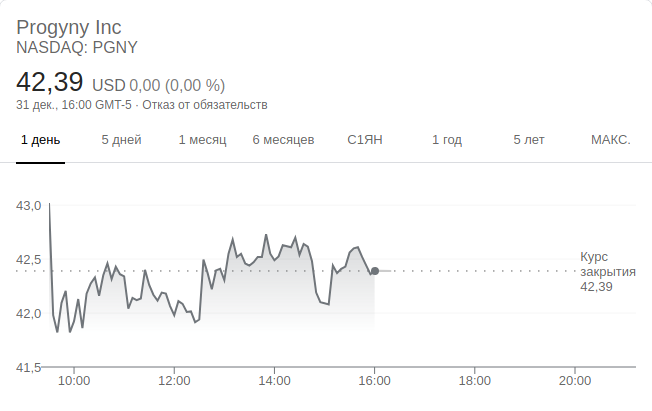 Progyny Inc
NASDAQ: PGNY
42,39 USD 0,00 (0,00 %)
31 дек., 16:00 GMT-5 · Отказ от обязательств
1 день 5 дней 1 месяц 6 месяцев С1ЯН 1 год 5 лет МАКС.
43,0
42,5
42,0
41,5
Курс
закрытия
42,39
10:00 12:00 14:00 16:00 18:00 20:00